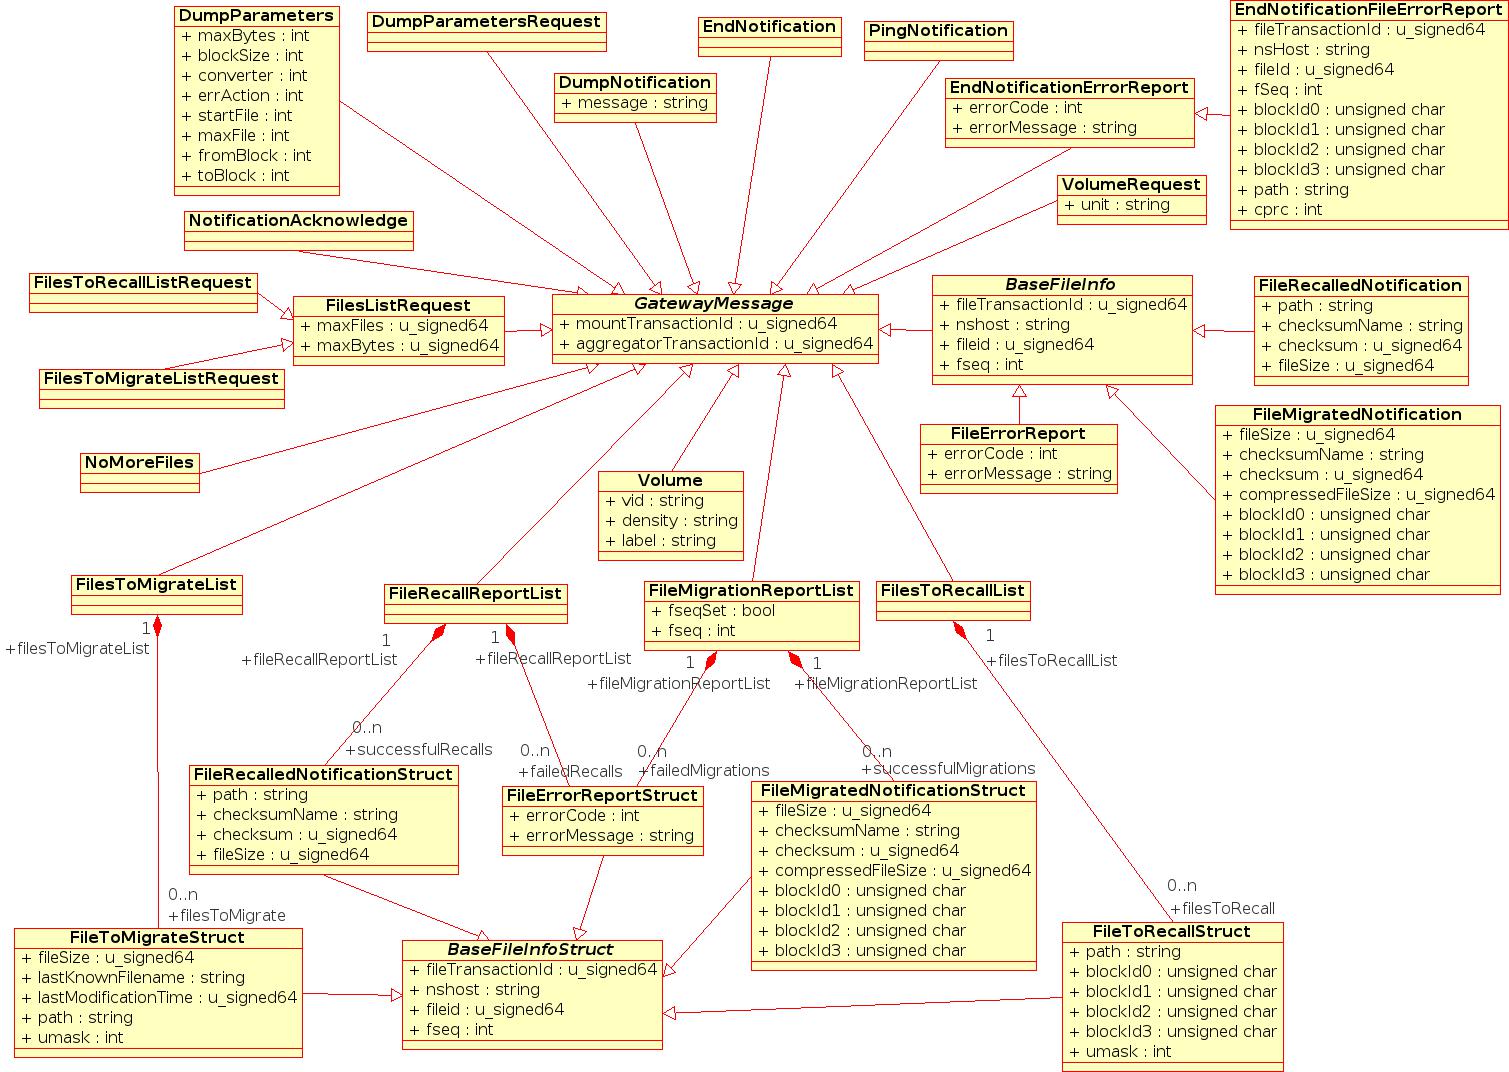 DumpParameters
+ maxBytes : int
+ blockSize : int
+ converter : int
+ errAction : int
+ startFile : int
+ maxFile : int
+ fromBlock : int
+ toBlock : int
DumpParametersRequest
DumpNotification
+ message : string
EndNotification
PingNotification
EndNotificationErrorReport
+ errorCode : int
+ errorMessage : string
EndNotificationFileErrorReport
+ fileTransactionId : u_signed64
+ nsHost : string
+ fileId : u_signed64
+ fSeq : int
+ blockId0 : unsigned char
+ blockId1 : unsigned char
+ blockId2 : unsigned char
+ blockId3 : unsigned char
+ path : string
+ cprc : int
VolumeRequest
+ unit : string
NotificationAcknowledge
FilesToRecallListRequest
FilesListRequest
+ maxFiles : u_signed64
+ maxBytes : u_signed64
FilesToMigrateListRequest
GatewayMessage
+ mountTransactionId : u_signed64
+ aggregatorTransactionId : u_signed64
BaseFileInfo
+ fileTransactionId : u_signed64
+ nshost : string
+ fileid : u_signed64
+ fseq : int
FileRecalledNotification
+ path : string
+ checksumName : string
+ checksum : u_signed64
+ fileSize : u_signed64
FileErrorReport
+ errorCode : int
+ errorMessage : string
FileMigratedNotification
+ fileSize : u_signed64
+ checksumName : string
+ checksum : u_signed64
+ compressedFileSize : u_signed64
+ blockId0 : unsigned char
+ blockId1 : unsigned char
+ blockId2 : unsigned char
+ blockId3 : unsigned char
NoMoreFiles
Volume
+ vid : string
+ density : string
+ label : string
FilesToMigrateList
FileRecallReportList
FileMigrationReportList
+ fseqSet : bool
+ fseq : int
FilesToRecallList
1
+filesToMigrateList
1
+fileRecallReportList
1
+fileRecallReportList
1
+fileMigrationReportList
1
+fileMigrationReportList
1
+filesToRecallList
0..n
+successfulRecalls
0..n
+failedRecalls
0..n
+failedMigrations
0..n
+successfulMigrations
FileRecalledNotificationStruct
+ path : string
+ checksumName : string
+ checksum : u_signed64
+ fileSize : u_signed64
FileErrorReportStruct
+ errorCode : int
+ errorMessage : string
FileMigratedNotificationStruct
+ fileSize : u_signed64
+ checksumName : string
+ checksum : u_signed64
+ compressedFileSize : u_signed64
+ blockId0 : unsigned char
+ blockId1 : unsigned char
+ blockId2 : unsigned char
+ blockId3 : unsigned char
0..n
+filesToMigrate
0..n
+filesToRecall
FileToMigrateStruct
+ fileSize : u_signed64
+ lastKnownFilename : string
+ lastModificationTime : u_signed64
+ path : string
+ umask : int
BaseFileInfoStruct
+ fileTransactionId : u_signed64
+ nshost : string
+ fileid : u_signed64
+ fseq : int
FileToRecallStruct
+ path : string
+ blockId0 : unsigned char
+ blockId1 : unsigned char
+ blockId2 : unsigned char
+ blockId3 : unsigned char
+ umask : int